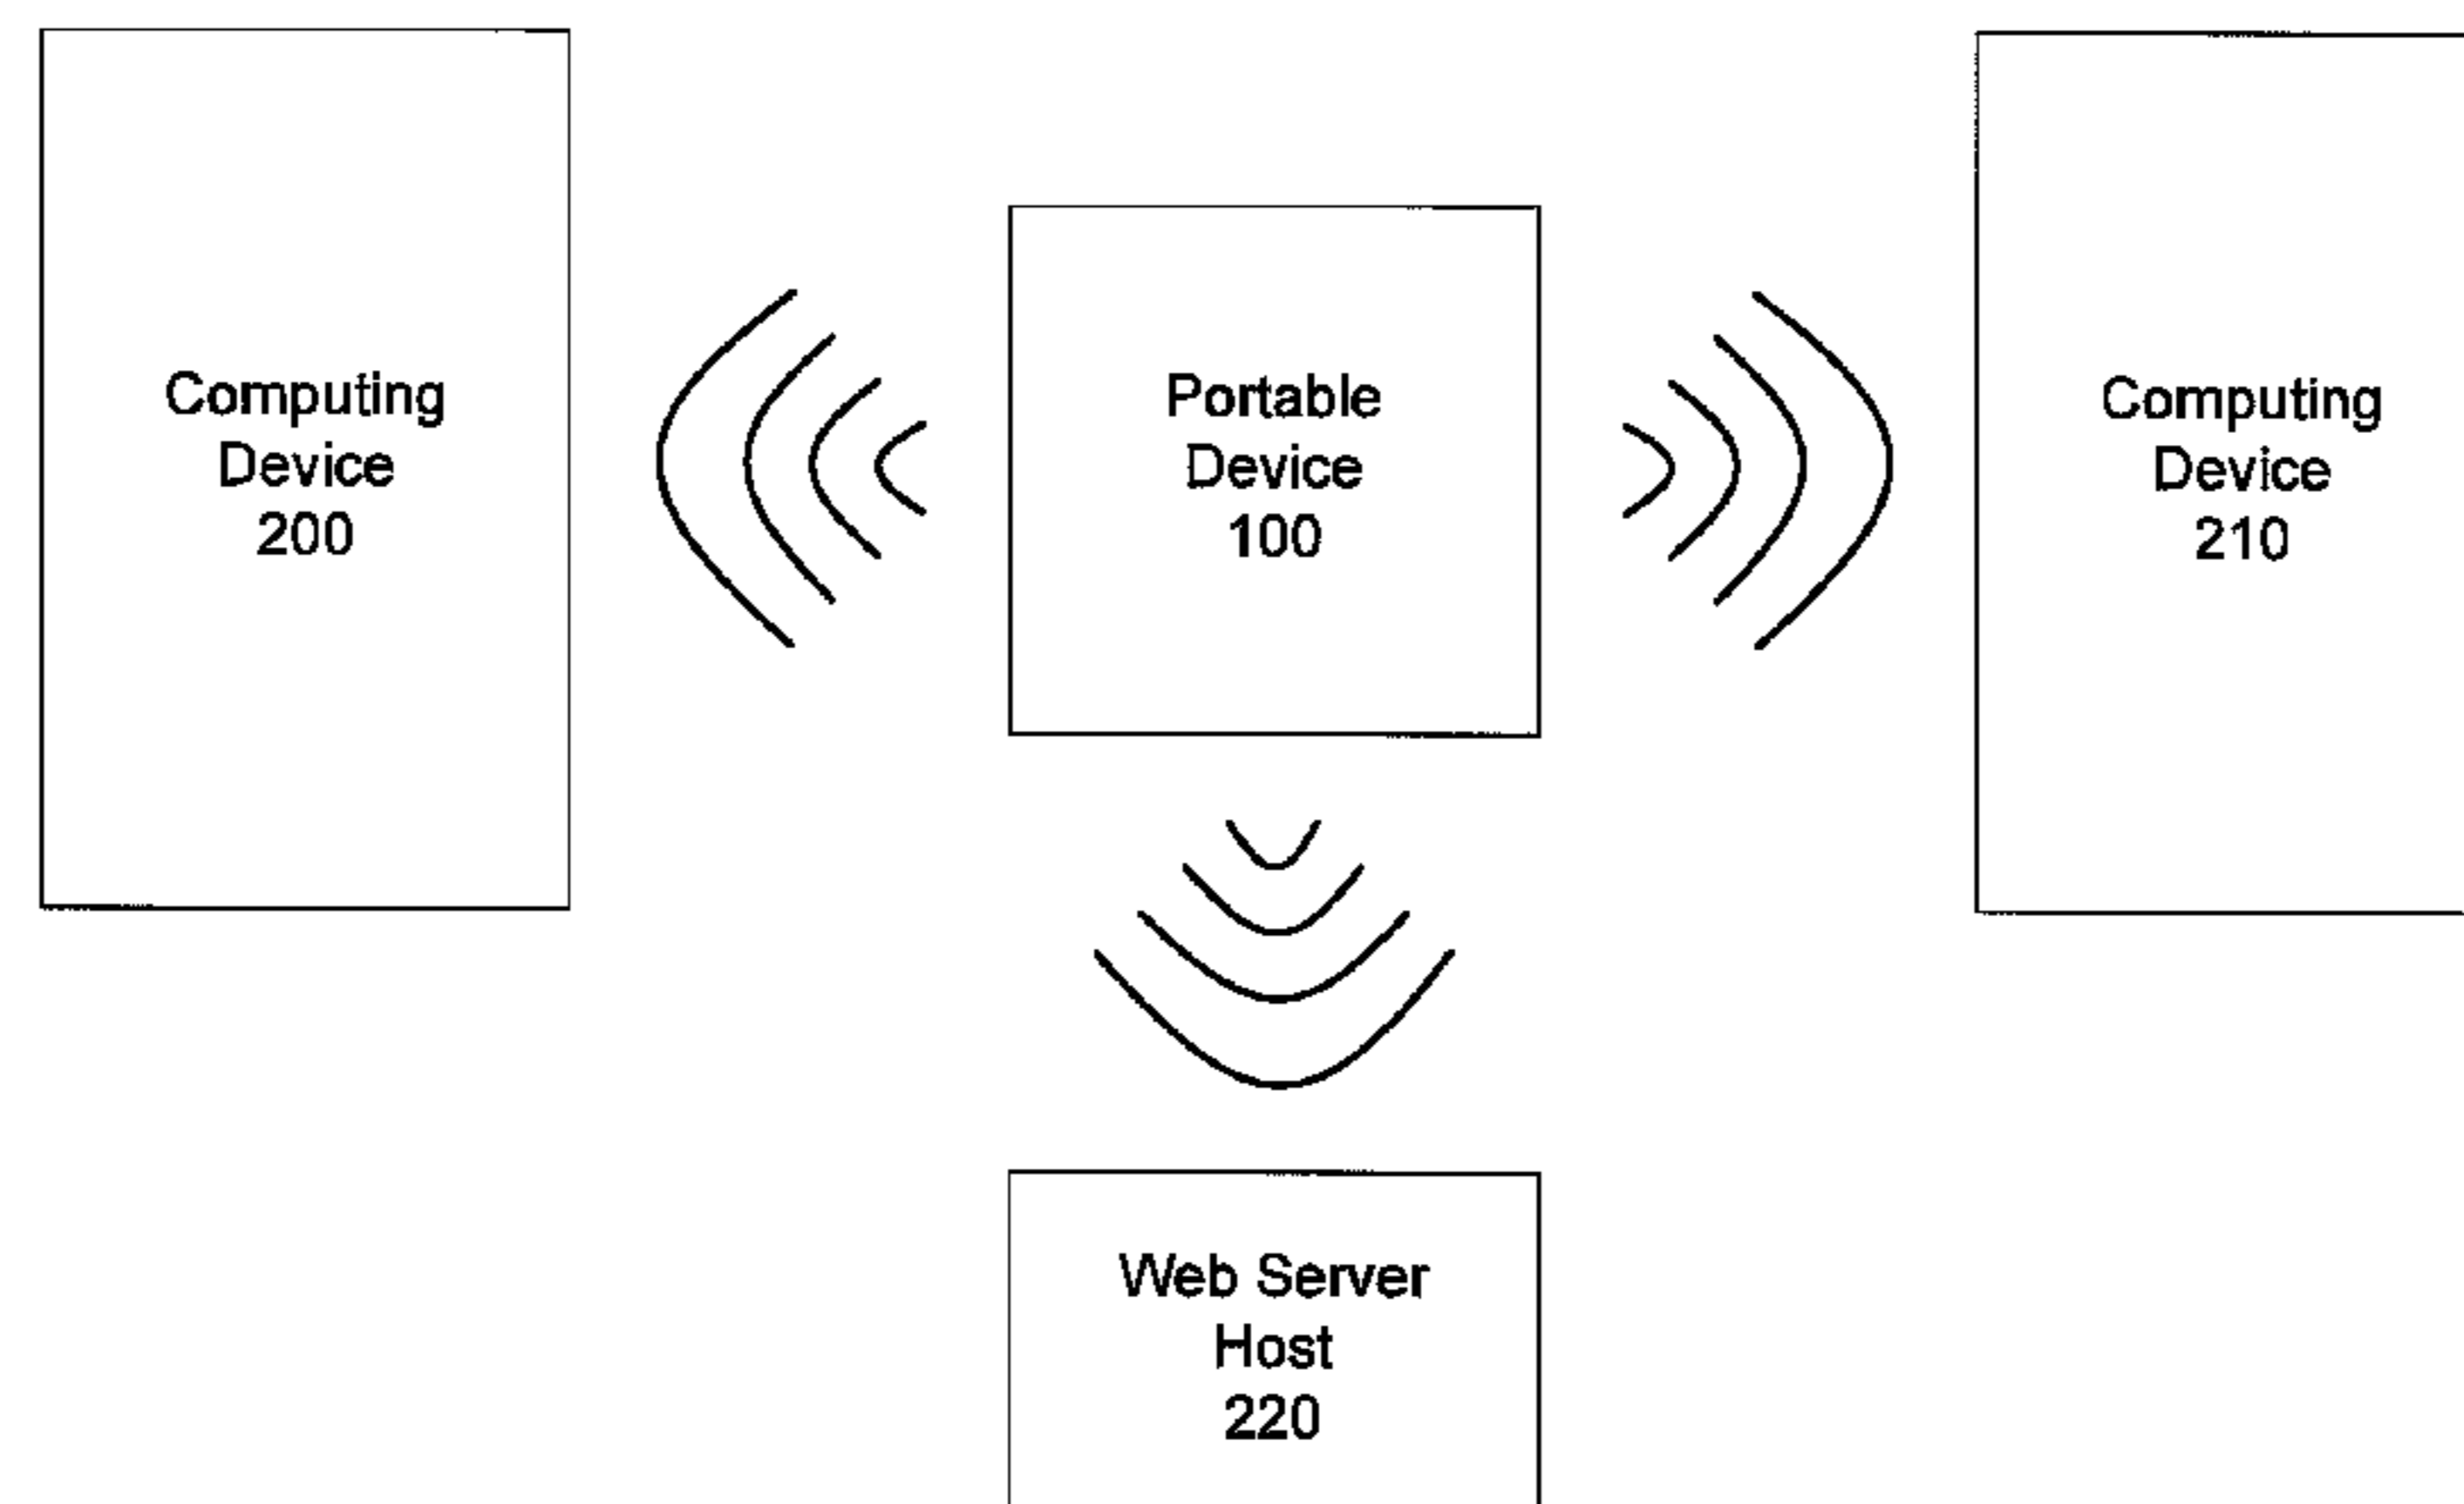 Computing
Device
200
Portable
Device
100
Computing
Device
210
Web Server
Host
220